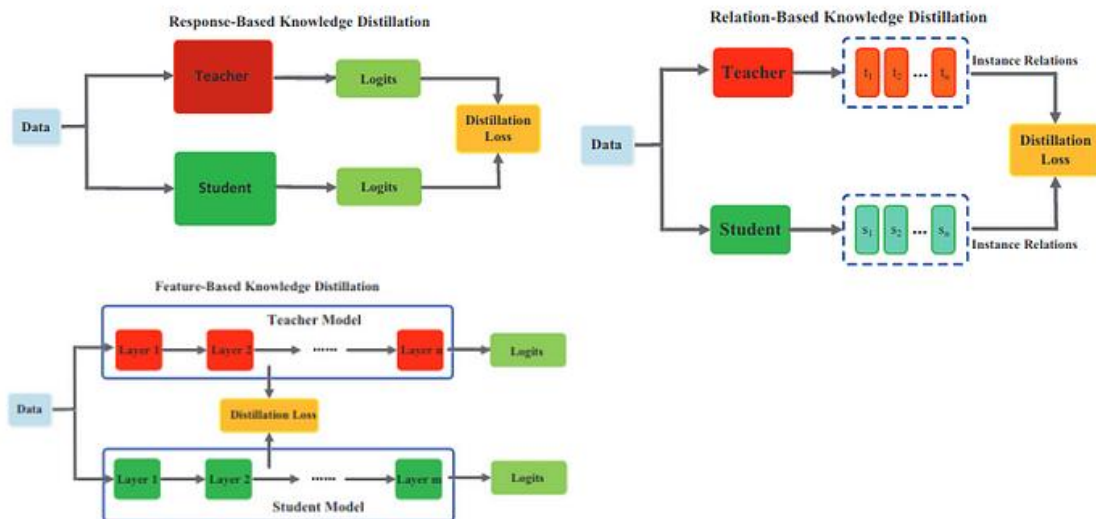 Response-Based Knowledge Distillation
Data
Teacher
Logits
Student
Logits
Distillation
Loss
Relation-Based Knowledge Distillation
Data
Teacher
t1 t2 ... tn
Instance Relations
Distillation
Loss
Student
s1 s2 ... sn
Instance Relations
Feature-Based Knowledge Distillation
Data
Teacher Model
Layer 1
Layer 2
......
Layer n
Logits
Distillation Loss
Layer 1
Layer 2
......
Layer m
Logits
Student Model